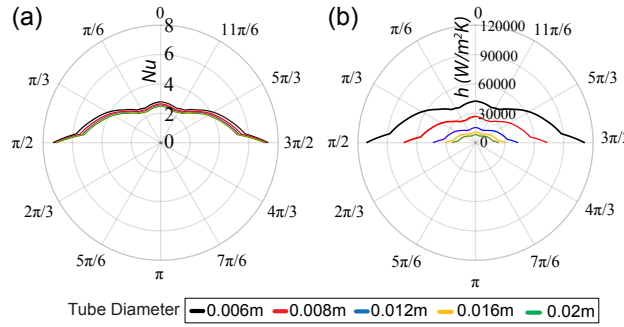 (a)
0
8
π/6
11π/6
6
Nu
π/3
5π/3
4
2
π/2
0
3π/2
2π/3
4π/3
5π/6
7π/6
π
(b)
0
120000
π/6
11π/6
90000
h (W/m²K)
π/3
5π/3
60000
30000
π/2
0
3π/2
2π/3
4π/3
5π/6
7π/6
π
Tube Diameter 0.006m 0.008m 0.012m 0.016m 0.02m